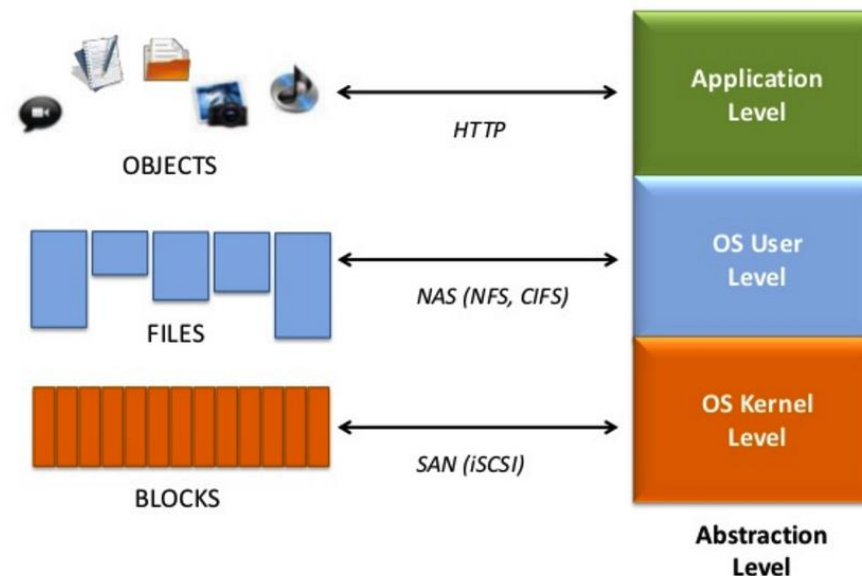 Application
Level
HTTP
OBJECTS
OS User
Level
NAS (NFS, CIFS)
FILES
OS Kernel
Level
SAN (iSCSI)
BLOCKS
Abstraction
Level